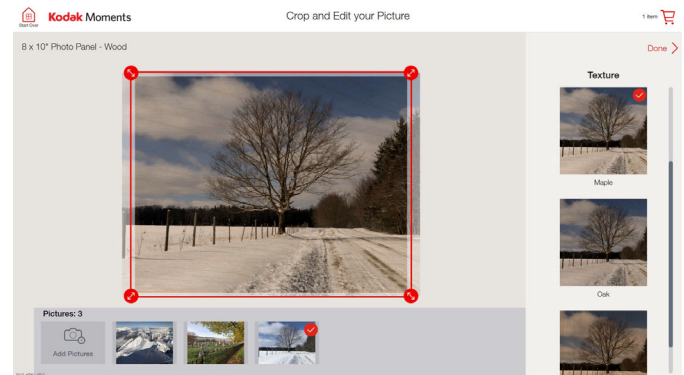 Start Over
Kodak Moments
Crop and Edit your Picture
1 item
8 x 10" Photo Panel - Wood
Done
Texture
Maple
Oak
Pictures: 3
Add Pictures